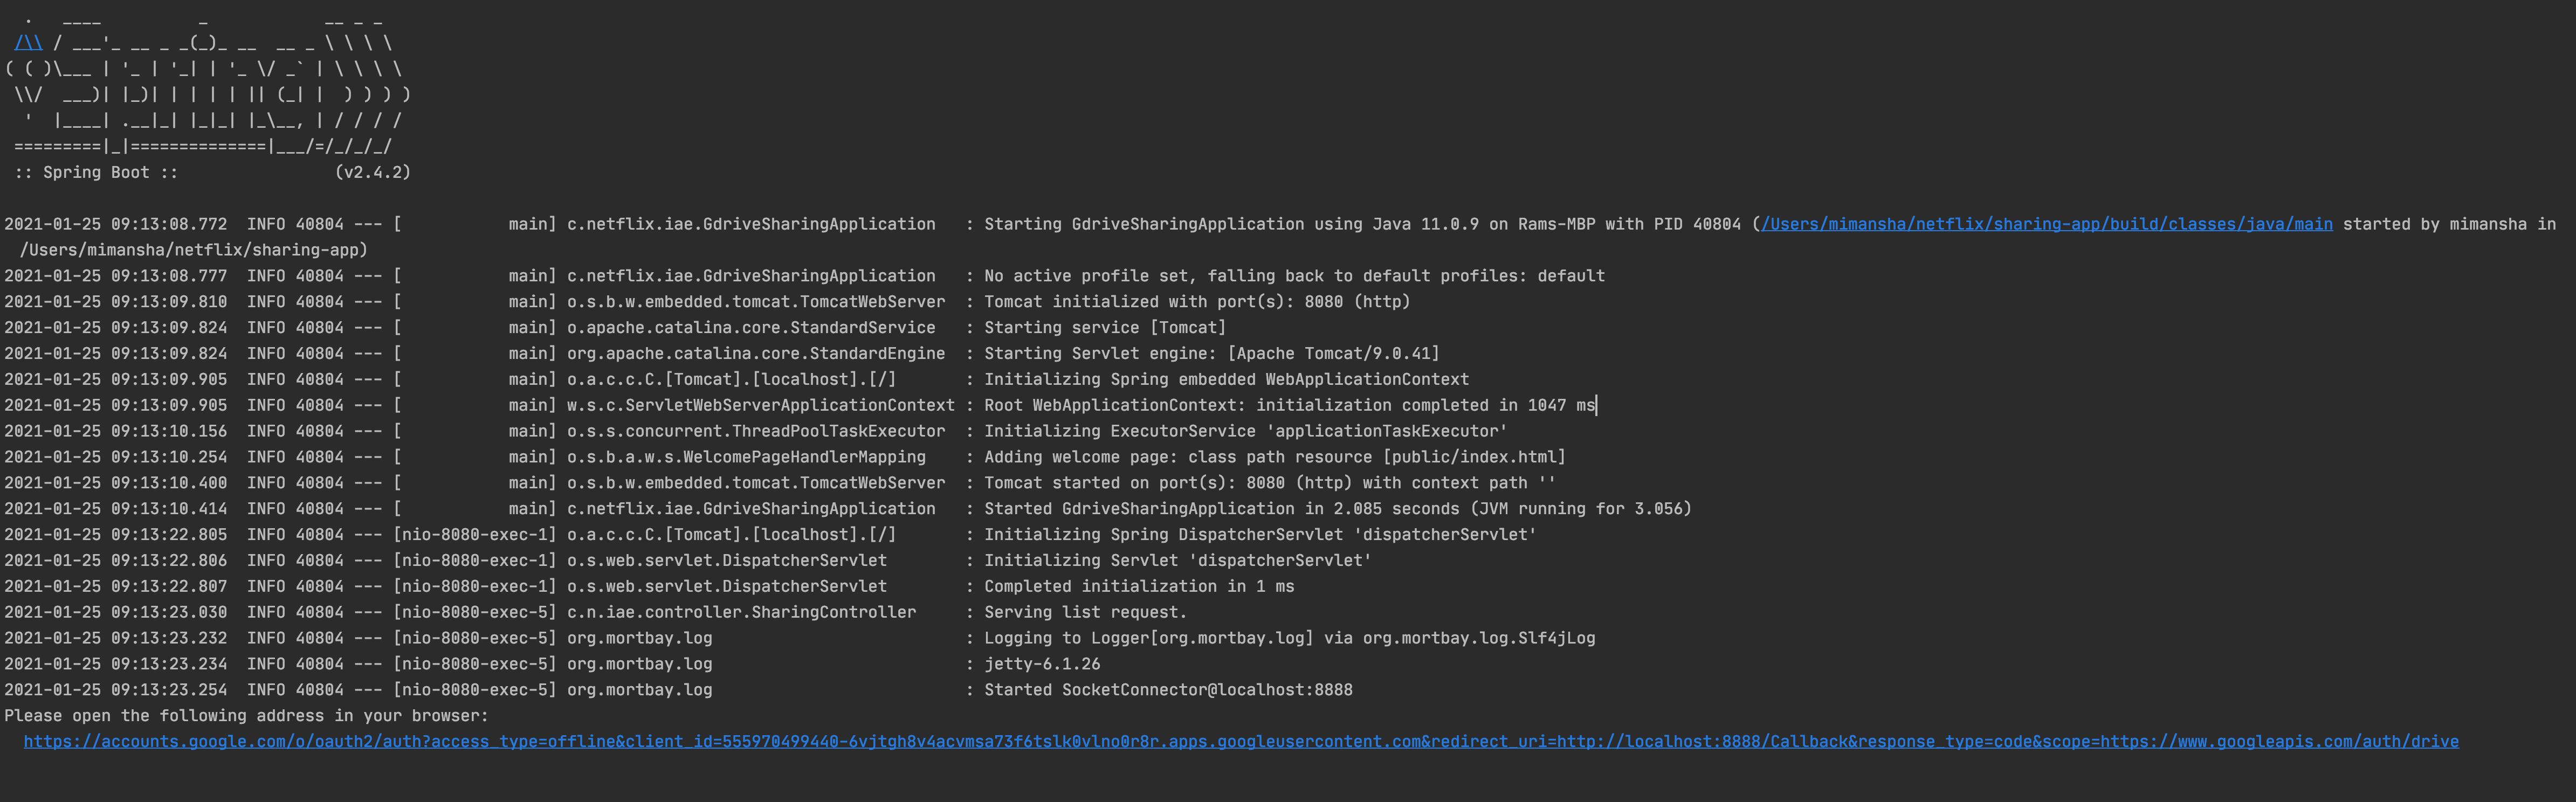 .   ____          _            __ _ _
 /\\ / ___'_ __ _ _(_)_ __  __ _ \ \ \ \
( ( )\___ | '_ | '_| | '_ \/ _` | \ \ \ \
 \\/  ___)| |_)| | | | | || (_| |  ) ) ) )
  '  |____| .__|_| |_|_| |_\__, | / / / /
 =========|_|==============|___/=/_/_/_/
 :: Spring Boot ::                (v2.4.2)
2021-01-25 09:13:08.772  INFO 40804 --- [           main] c.netflix.iae.GdriveSharingApplication   : Starting GdriveSharingApplication using Java 11.0.9 on Rams-MBP with PID 40804 (/Users/mimansha/netflix/sharing-app/build/classes/java/main started by mimansha in
/Users/mimansha/netflix/sharing-app)
2021-01-25 09:13:08.777  INFO 40804 --- [           main] c.netflix.iae.GdriveSharingApplication   : No active profile set, falling back to default profiles: default
2021-01-25 09:13:09.810  INFO 40804 --- [           main] o.s.b.w.embedded.tomcat.TomcatWebServer  : Tomcat initialized with port(s): 8080 (http)
2021-01-25 09:13:09.824  INFO 40804 --- [           main] o.apache.catalina.core.StandardService   : Starting service [Tomcat]
2021-01-25 09:13:09.824  INFO 40804 --- [           main] org.apache.catalina.core.StandardEngine  : Starting Servlet engine: [Apache Tomcat/9.0.41]
2021-01-25 09:13:09.905  INFO 40804 --- [           main] o.a.c.c.C.[Tomcat].[localhost].[/]       : Initializing Spring embedded WebApplicationContext
2021-01-25 09:13:09.905  INFO 40804 --- [           main] w.s.c.ServletWebServerApplicationContext : Root WebApplicationContext: initialization completed in 1047 ms
2021-01-25 09:13:10.156  INFO 40804 --- [           main] o.s.s.concurrent.ThreadPoolTaskExecutor  : Initializing ExecutorService 'applicationTaskExecutor'
2021-01-25 09:13:10.254  INFO 40804 --- [           main] o.s.b.a.w.s.WelcomePageHandlerMapping    : Adding welcome page: class path resource [public/index.html]
2021-01-25 09:13:10.400  INFO 40804 --- [           main] o.s.b.w.embedded.tomcat.TomcatWebServer  : Tomcat started on port(s): 8080 (http) with context path ''
2021-01-25 09:13:10.414  INFO 40804 --- [           main] c.netflix.iae.GdriveSharingApplication   : Started GdriveSharingApplication in 2.085 seconds (JVM running for 3.056)
2021-01-25 09:13:22.805  INFO 40804 --- [nio-8080-exec-1] o.a.c.c.C.[Tomcat].[localhost].[/]       : Initializing Spring DispatcherServlet 'dispatcherServlet'
2021-01-25 09:13:22.806  INFO 40804 --- [nio-8080-exec-1] o.s.web.servlet.DispatcherServlet        : Initializing Servlet 'dispatcherServlet'
2021-01-25 09:13:22.807  INFO 40804 --- [nio-8080-exec-1] o.s.web.servlet.DispatcherServlet        : Completed initialization in 1 ms
2021-01-25 09:13:23.030  INFO 40804 --- [nio-8080-exec-5] c.n.iae.controller.SharingController     : Serving list request.
2021-01-25 09:13:23.232  INFO 40804 --- [nio-8080-exec-5] org.mortbay.log                          : Logging to Logger[org.mortbay.log] via org.mortbay.log.Slf4jLog
2021-01-25 09:13:23.234  INFO 40804 --- [nio-8080-exec-5] org.mortbay.log                          : jetty-6.1.26
2021-01-25 09:13:23.254  INFO 40804 --- [nio-8080-exec-5] org.mortbay.log                          : Started SocketConnector@localhost:8888
Please open the following address in your browser:
  https://accounts.google.com/o/oauth2/auth?access_type=offline&client_id=555970499440-6vjtgh8v4acvmsa73f6tslk0vlno0r8r.apps.googleusercontent.com&redirect_uri=http://localhost:8888/Callback&response_type=code&scope=https://www.googleapis.com/auth/drive